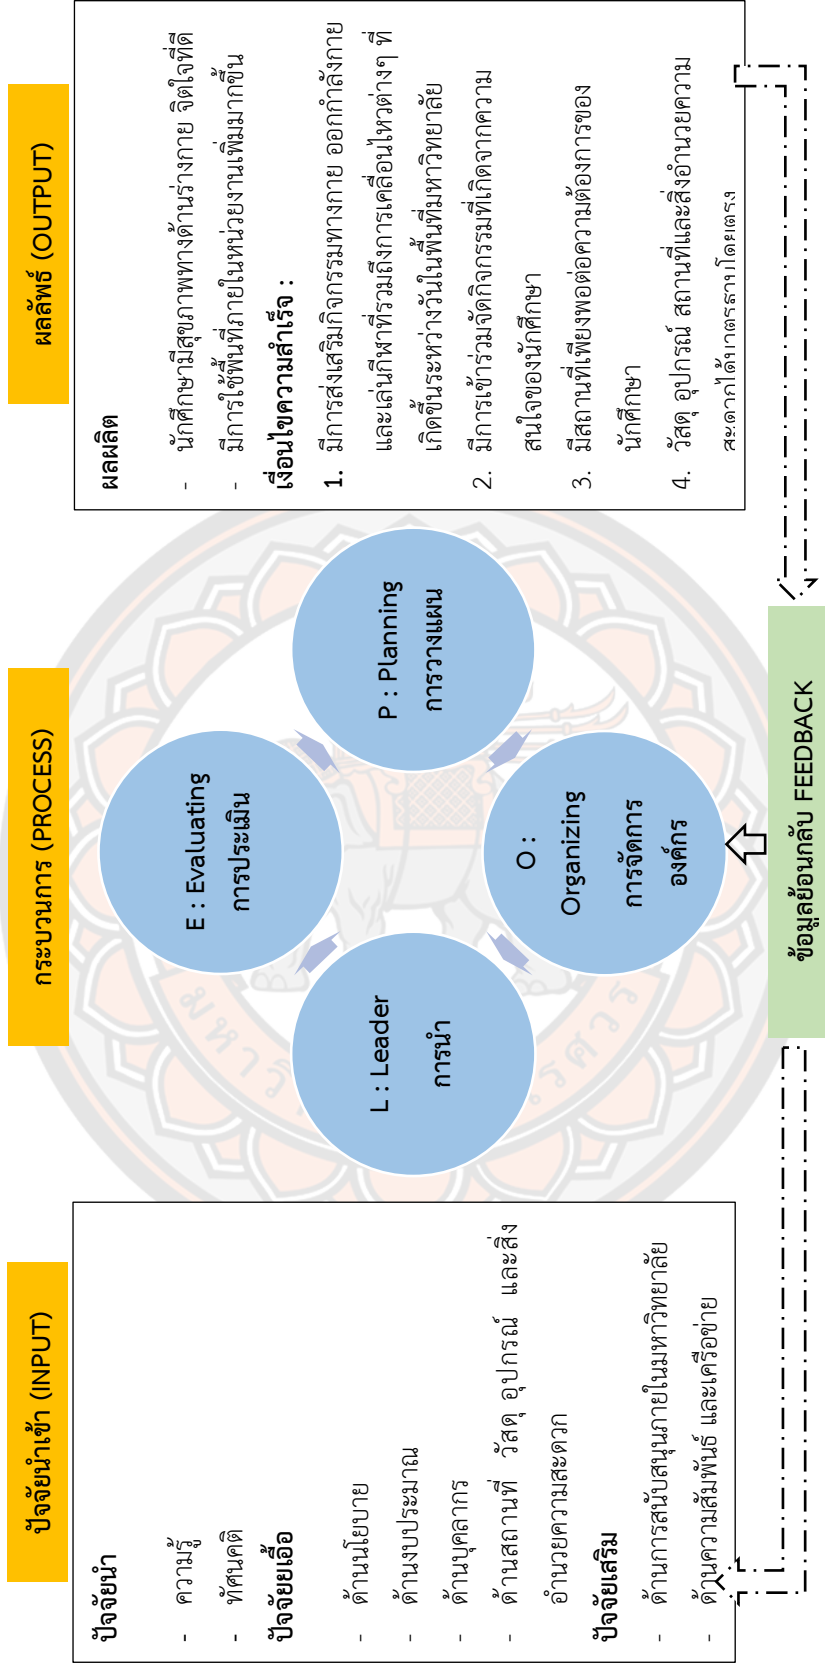 ปัจจัยนำเข้า (INPUT)
ปัจจัยนำ
- ความรู้
- ทัศนคติ
ปัจจัยเอื้อ
- ด้านนโยบาย
- ด้านงบประมาณ
- ด้านบุคลากร
- ด้านสถานที่ วัสดุ อุปกรณ์ และสิ่ง
อำนวยความสะดวก
ปัจจัยเสริม
- ด้านการสนับสนุนภายในมหาวิทยาลัย
- ด้านความสัมพันธ์ และเครือข่าย
กระบวนการ (PROCESS)
E : Evaluating
การประเมิน
L : Leader
การนำ
P : Planning
การวางแผน
O :
Organizing
การจัดการ
องค์กร
ผลลัพธ์ (OUTPUT)
ผลผลิต
- นักศึกษามีสุขภาพทางด้านร่างกาย จิตใจที่ดี
- มีการใช้พื้นที่ภายในหน่วยงานเพิ่มมากขึ้น
เงื่อนไขความสำเร็จ :
1. มีการส่งเสริมกิจกรรมทางกาย ออกกำลังกาย
และเล่นกีฬาที่รวมถึงการเคลื่อนไหวต่างๆ ที่
เกิดขึ้นระหว่างวันในพื้นที่มหาวิทยาลัย
2. มีการเข้าร่วมจัดกิจกรรมที่เกิดจากความ
สนใจของนักศึกษา
3. มีสถานที่เพียงพอต่อความต้องการของ
นักศึกษา
4. วัสดุ อุปกรณ์ สถานที่และสิ่งอำนวยความ
สะดวกได้มาตรฐานโดยตรง
ข้อมูลย้อนกลับ FEEDBACK